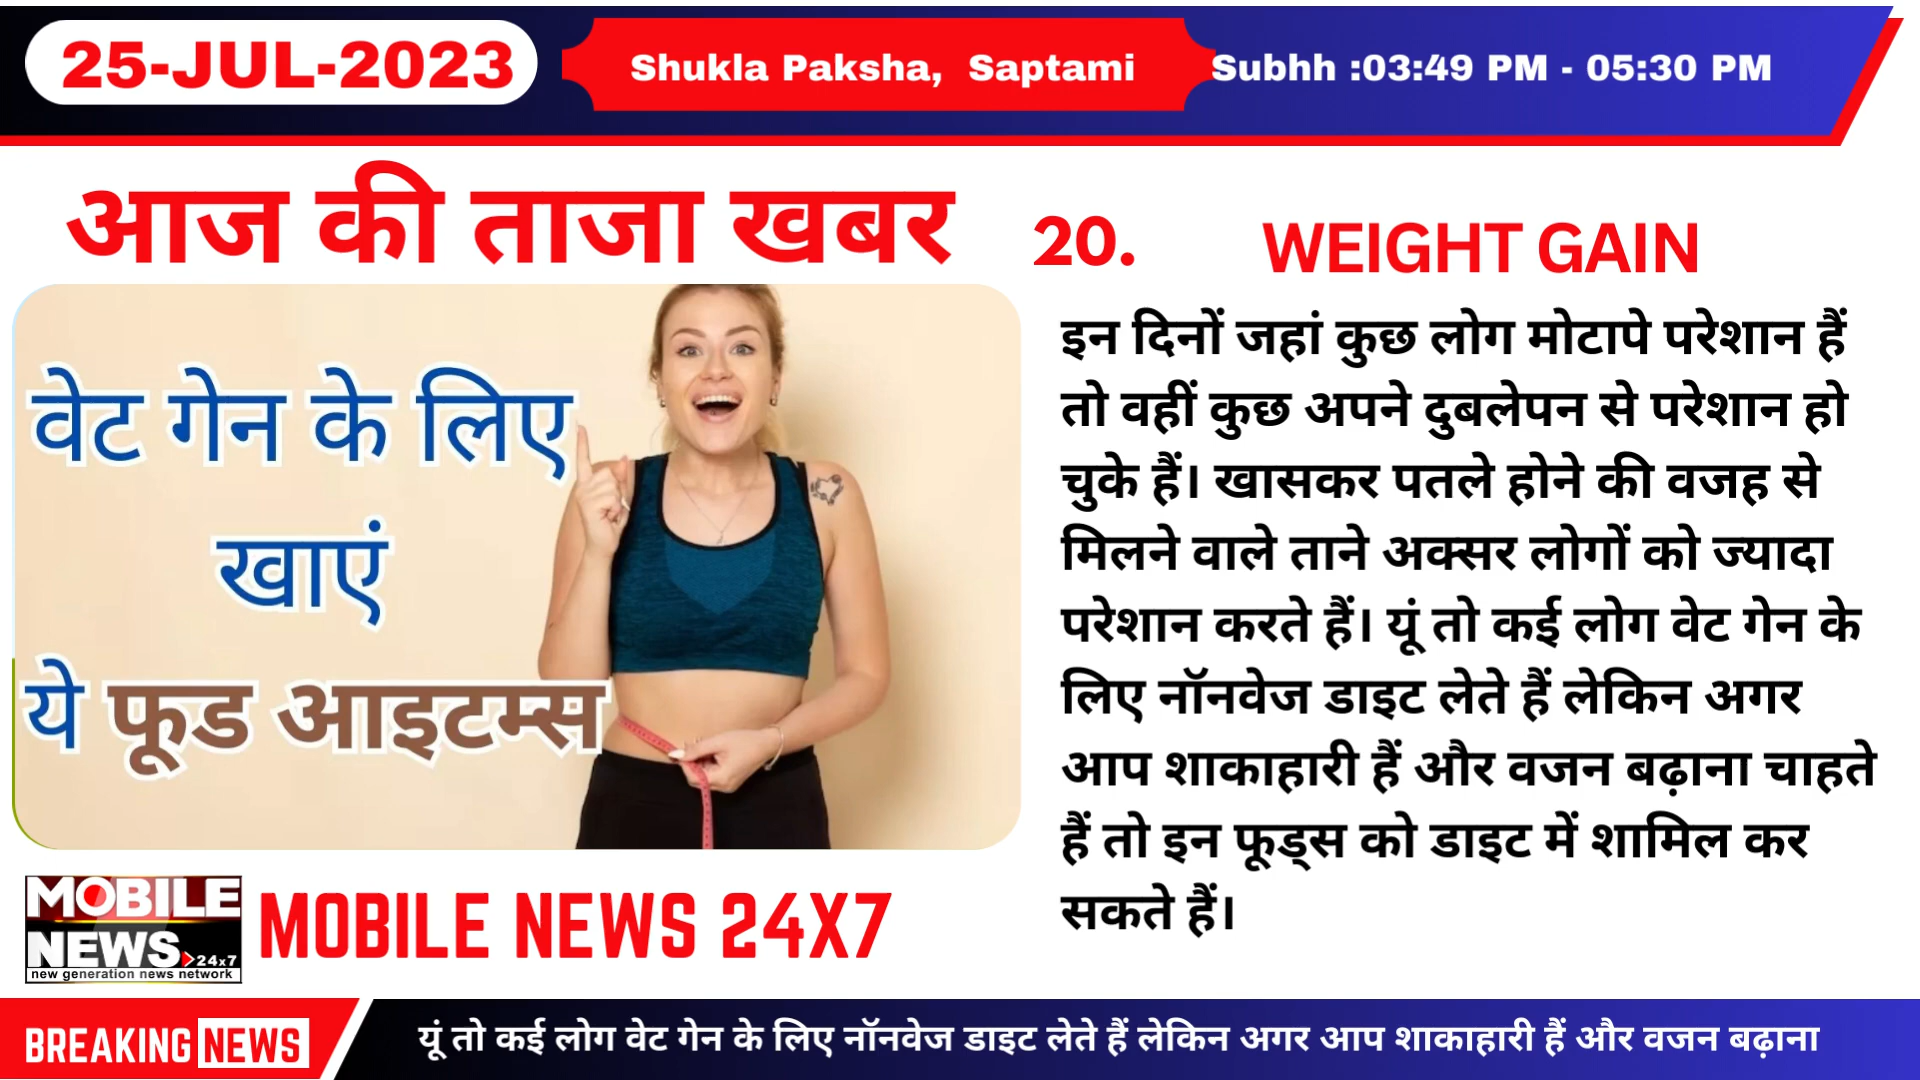 25-JUL-2023
Shukla Paksha, Saptami
Subhh :03:49 PM - 05:30 PM
आज की ताजा खबर
वेट गेन के लिए
खाएं
ये फूड आइटम्स
20.
WEIGHT GAIN
इन दिनों जहां कुछ लोग मोटापे परेशान हैं
तो वहीं कुछ अपने दुबलेपन से परेशान हो
चुके हैं। खासकर पतले होने की वजह से
मिलने वाले ताने अक्सर लोगों को ज्यादा
परेशान करते हैं। यूं तो कई लोग वेट गेन के
लिए नॉनवेज डाइट लेते हैं लेकिन अगर
आप शाकाहारी हैं और वजन बढ़ाना चाहते
हैं तो इन फूड्स को डाइट में शामिल कर
सकते हैं।
MOBILE
NEWS 24x7
new generation news network
MOBILE NEWS 24X7
BREAKING NEWS
यूं तो कई लोग वेट गेन के लिए नॉनवेज डाइट लेते हैं लेकिन अगर आप शाकाहारी हैं और वजन बढ़ाना